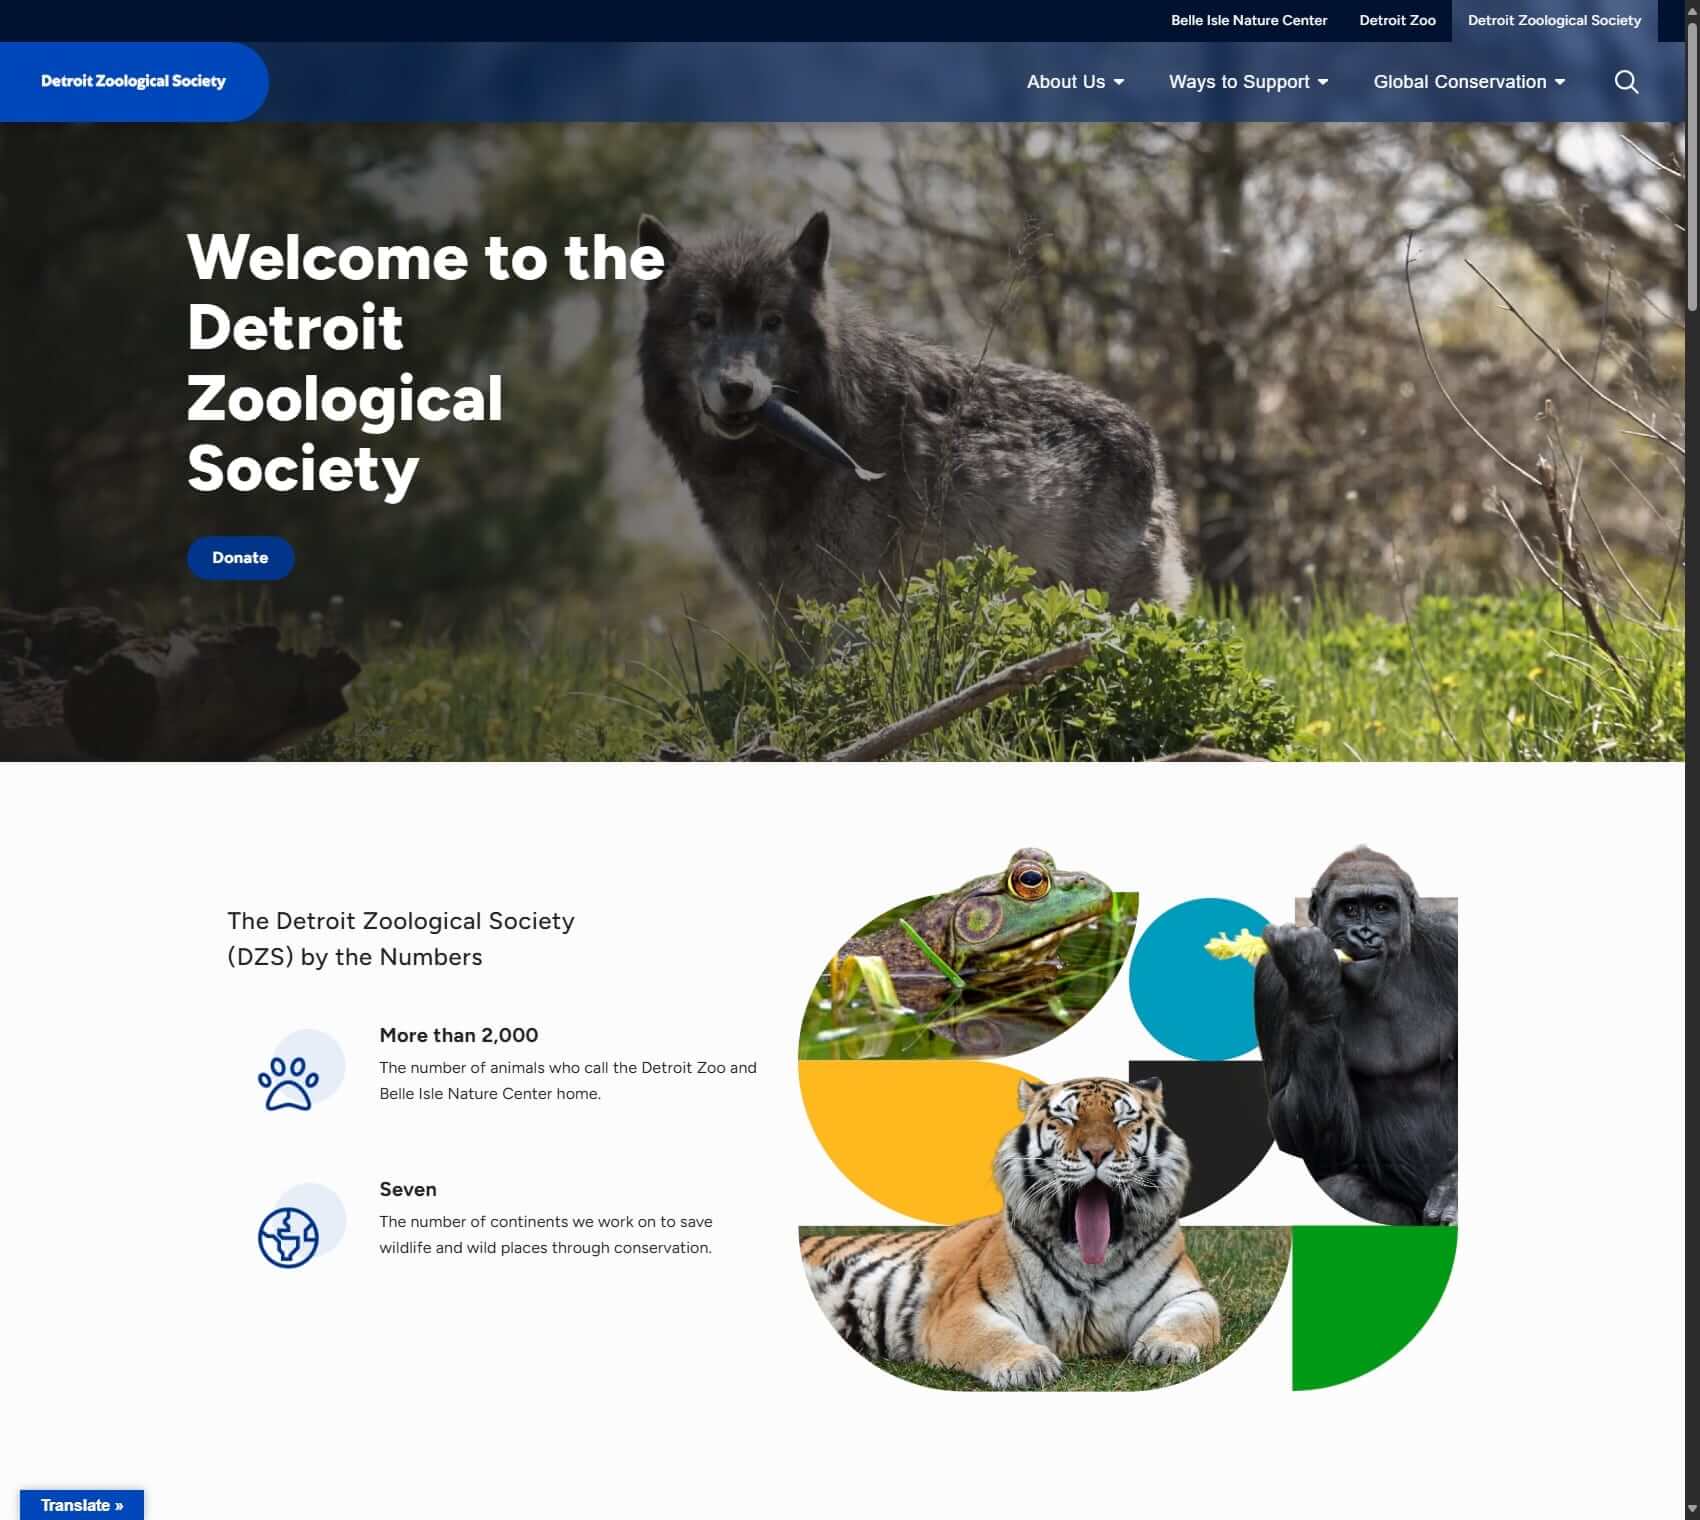 Belle Isle Nature Center Detroit Zoo Detroit Zoological Society
Detroit Zoological Society About Us Ways to Support Global Conservation
Welcome to the
Detroit
Zoological
Society
Donate
The Detroit Zoological Society
(DZS) by the Numbers
More than 2,000
The number of animals who call the Detroit Zoo and
Belle Isle Nature Center home.
Seven
The number of continents we work on to save
wildlife and wild places through conservation.
Translate »